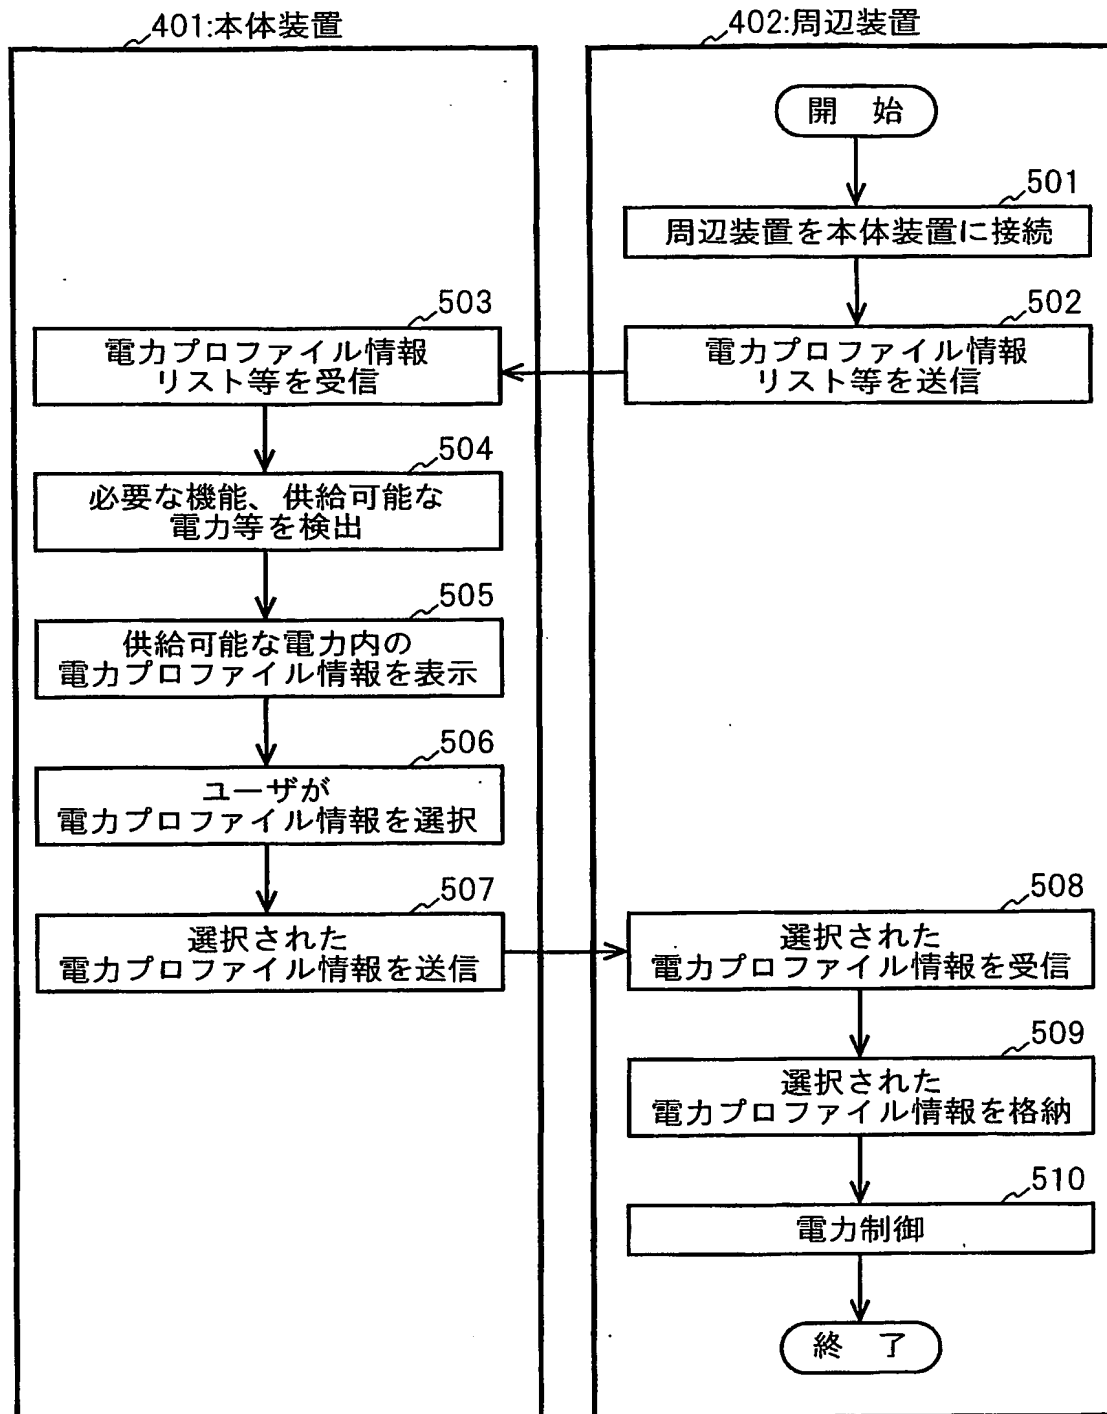 401:本体装置
402:周辺装置
開 始
501
周辺装置を本体装置に接続
502
電力プロファイル情報
リスト等を送信
503
電力プロファイル情報
リスト等を受信
504
必要な機能、供給可能な
電力等を検出
505
供給可能な電力内の
電力プロファイル情報を表示
506
ユーザが
電力プロファイル情報を選択
507
選択された
電力プロファイル情報を送信
508
選択された
電力プロファイル情報を受信
509
選択された
電力プロファイル情報を格納
510
電力制御
終 了